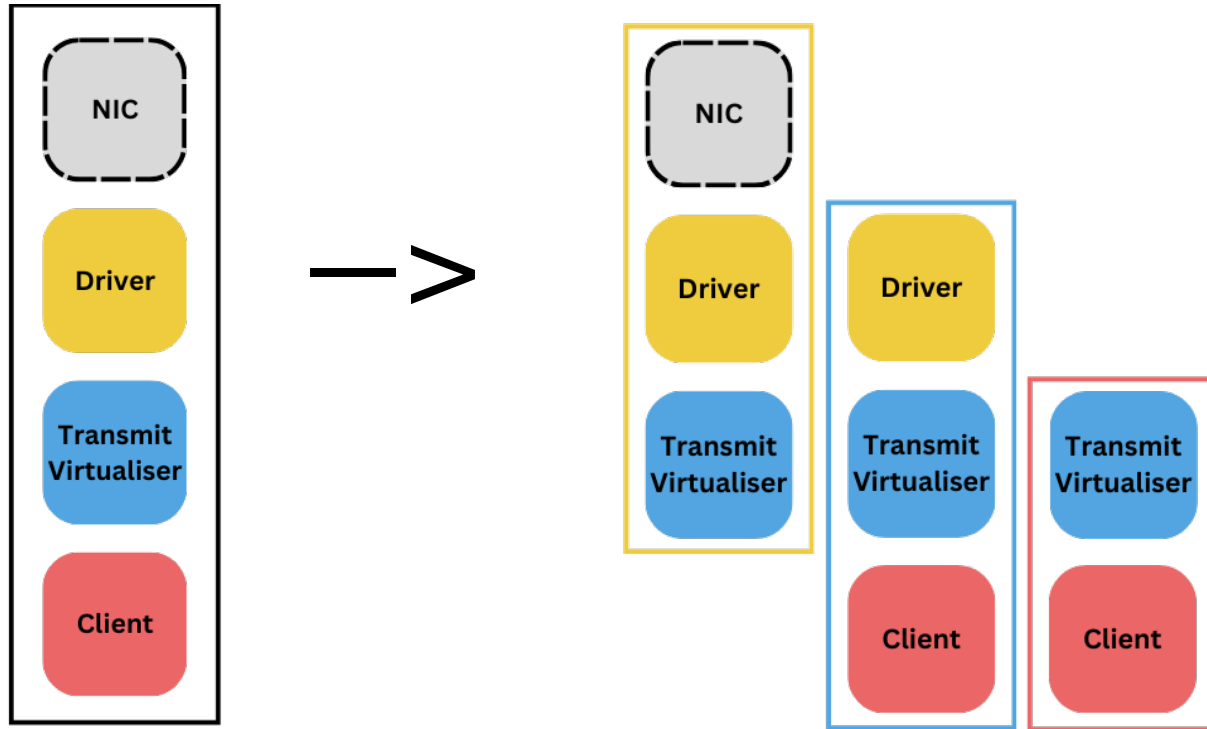 NIC
Driver
Transmit
Virtualiser
Client
—>
NIC
Driver
Transmit
Virtualiser
Driver
Transmit
Virtualiser
Client
Transmit
Virtualiser
Client